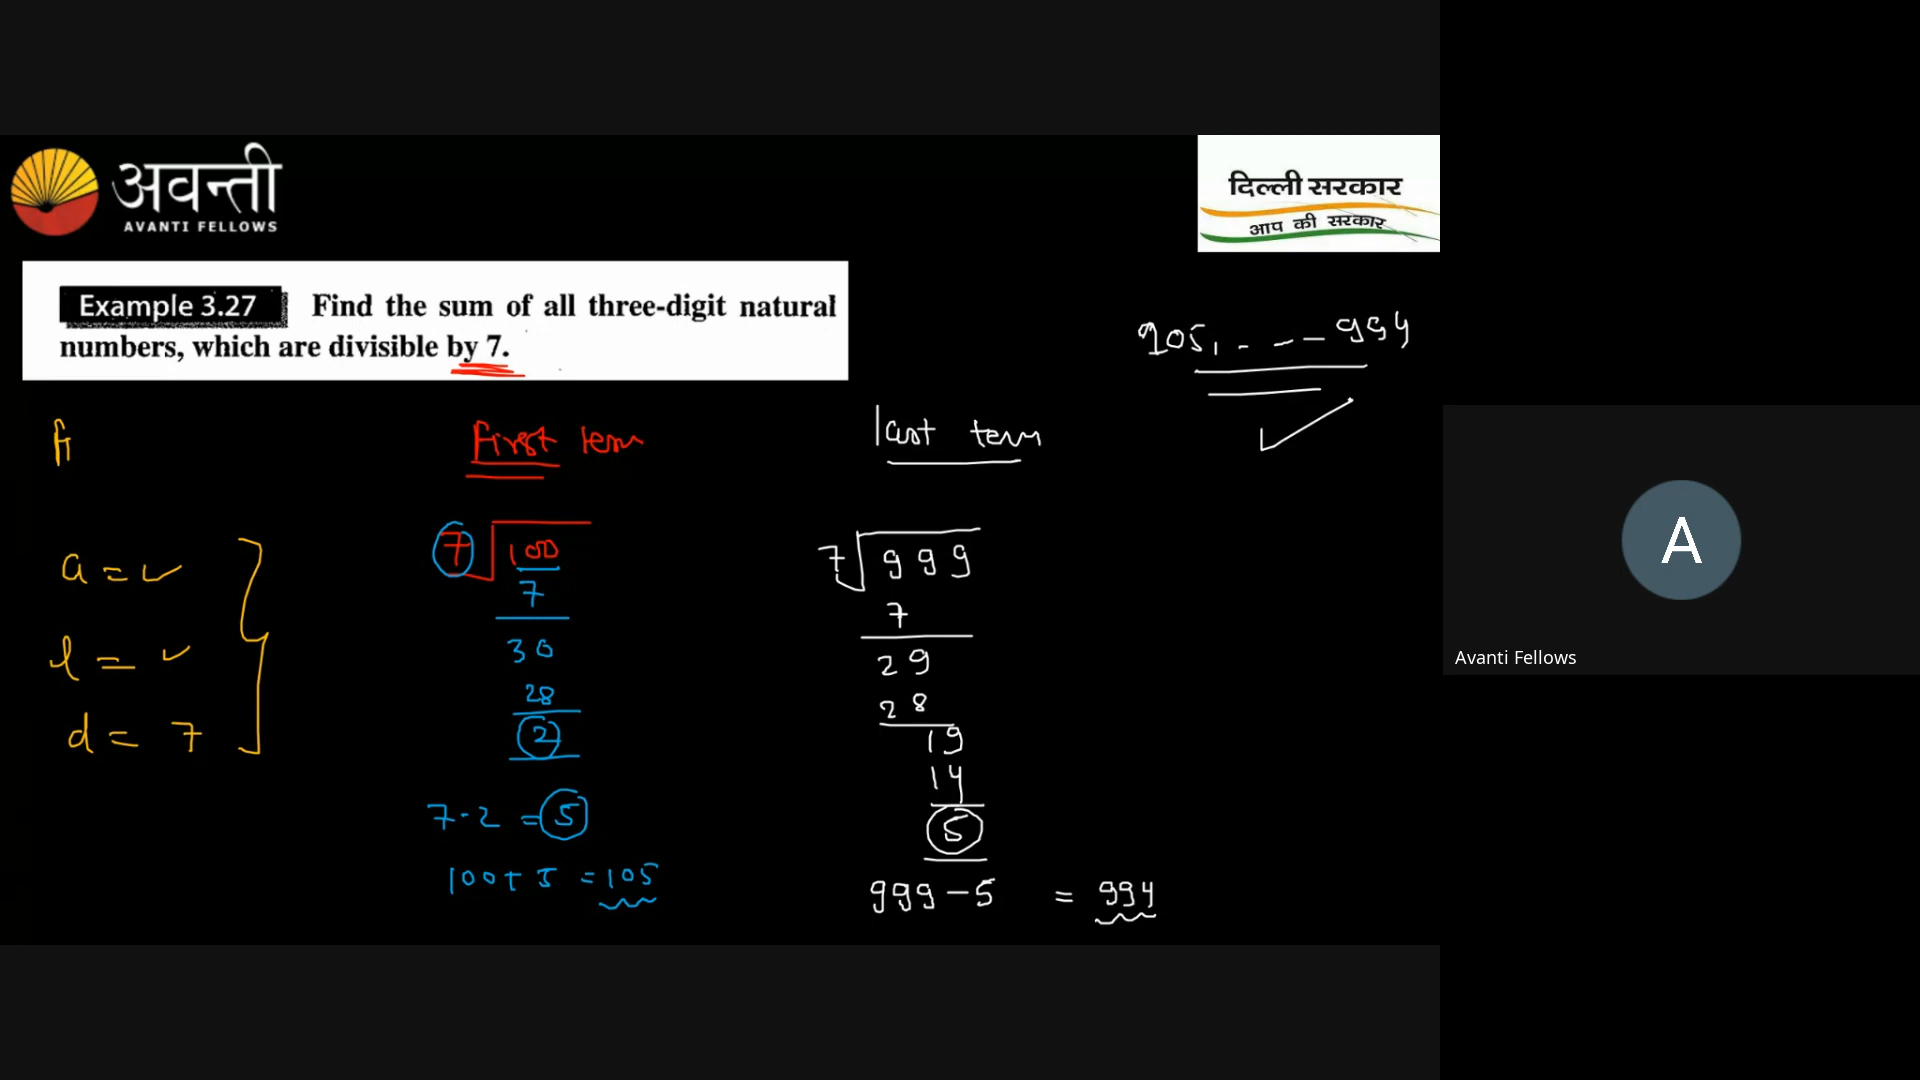 अवन्ती
AVANTI FELLOWS
दिल्ली सरकार
आप की सरकार
Example 3.27 Find the sum of all three-digit natural
numbers, which are divisible by 7.
105, - - - 994
First term
last term
a = ✓
l = ✓
d = 7
7 100
7
30
28
2
7 - 2 = 5
100 + 5 = 105
7 999
7
29
28
19
14
5
999 - 5 = 994
A
Avanti Fellows